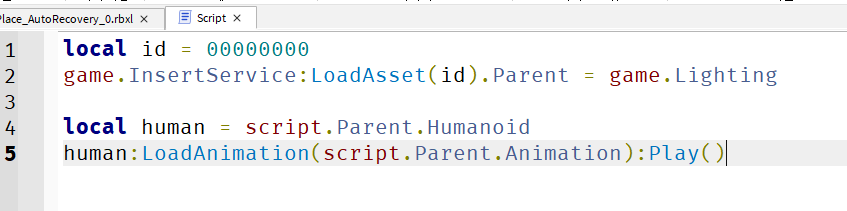 Place_AutoRecovery_0.rbxl × Script ×
1 local id = 00000000
2 game.InsertService:LoadAsset(id).Parent = game.Lighting
3
4 local human = script.Parent.Humanoid
5 human:LoadAnimation(script.Parent.Animation):Play()